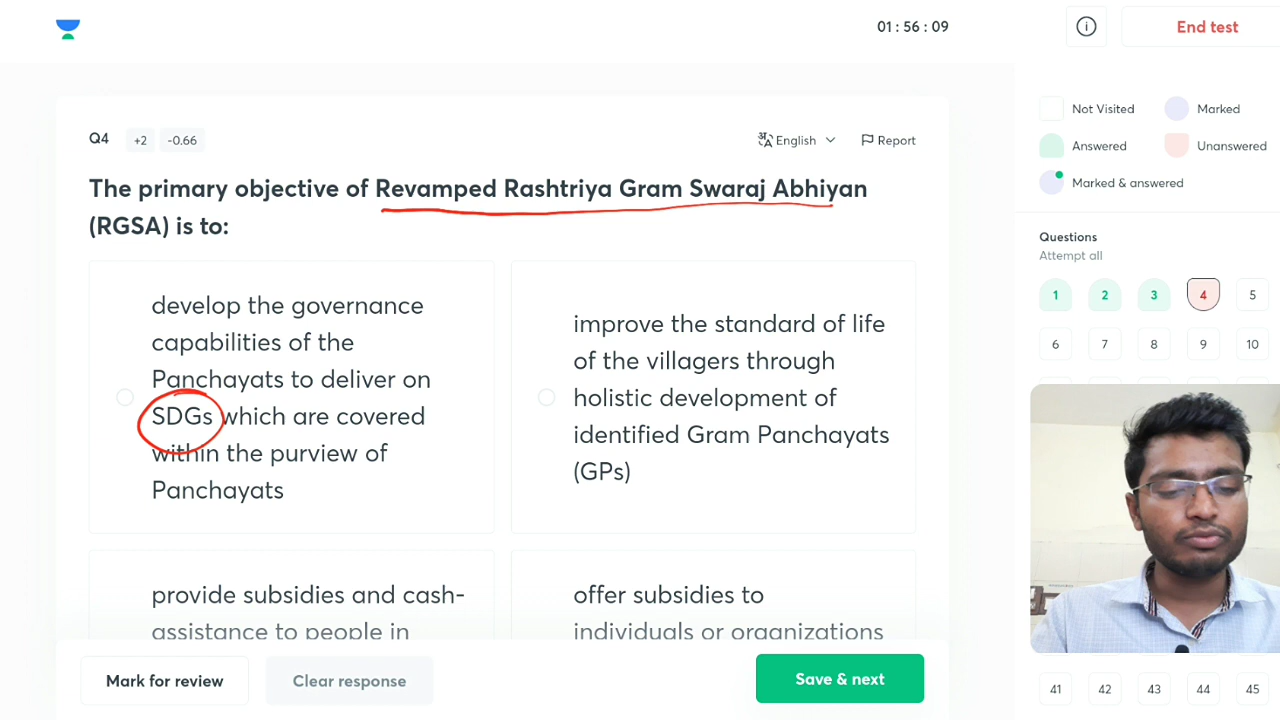 01 : 56 : 09
End test
Q4
+2
-0.66
English
Report
The primary objective of Revamped Rashtriya Gram Swaraj Abhiyan
(RGSA) is to:
develop the governance
capabilities of the
Panchayats to deliver on
SDGs which are covered
within the purview of
Panchayats
improve the standard of life
of the villagers through
holistic development of
identified Gram Panchayats
(GPs)
provide subsidies and cash-
assistance to people in
offer subsidies to
individuals or organizations
Mark for review
Clear response
Save & next
Not Visited
Marked
Answered
Unanswered
Marked & answered
Questions
Attempt all
1 2 3 4 5
6 7 8 9 10
41 42 43 44 45